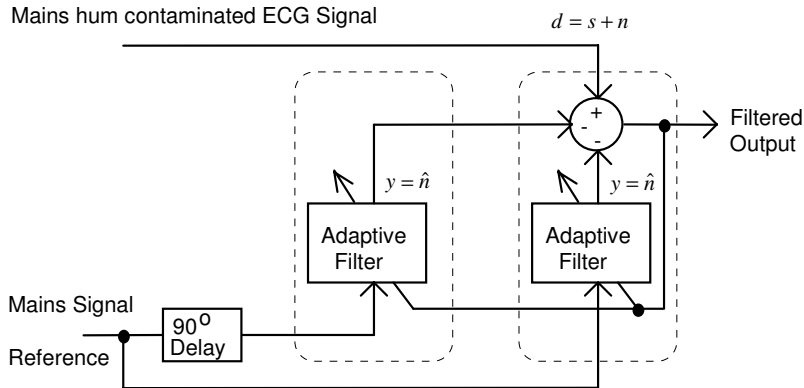 Mains hum contaminated ECG Signal
d = s + n
+
-
-
Filtered
Output
y = n̂
y = n̂
Adaptive
Filter
Adaptive
Filter
Mains Signal
Reference
90°
Delay